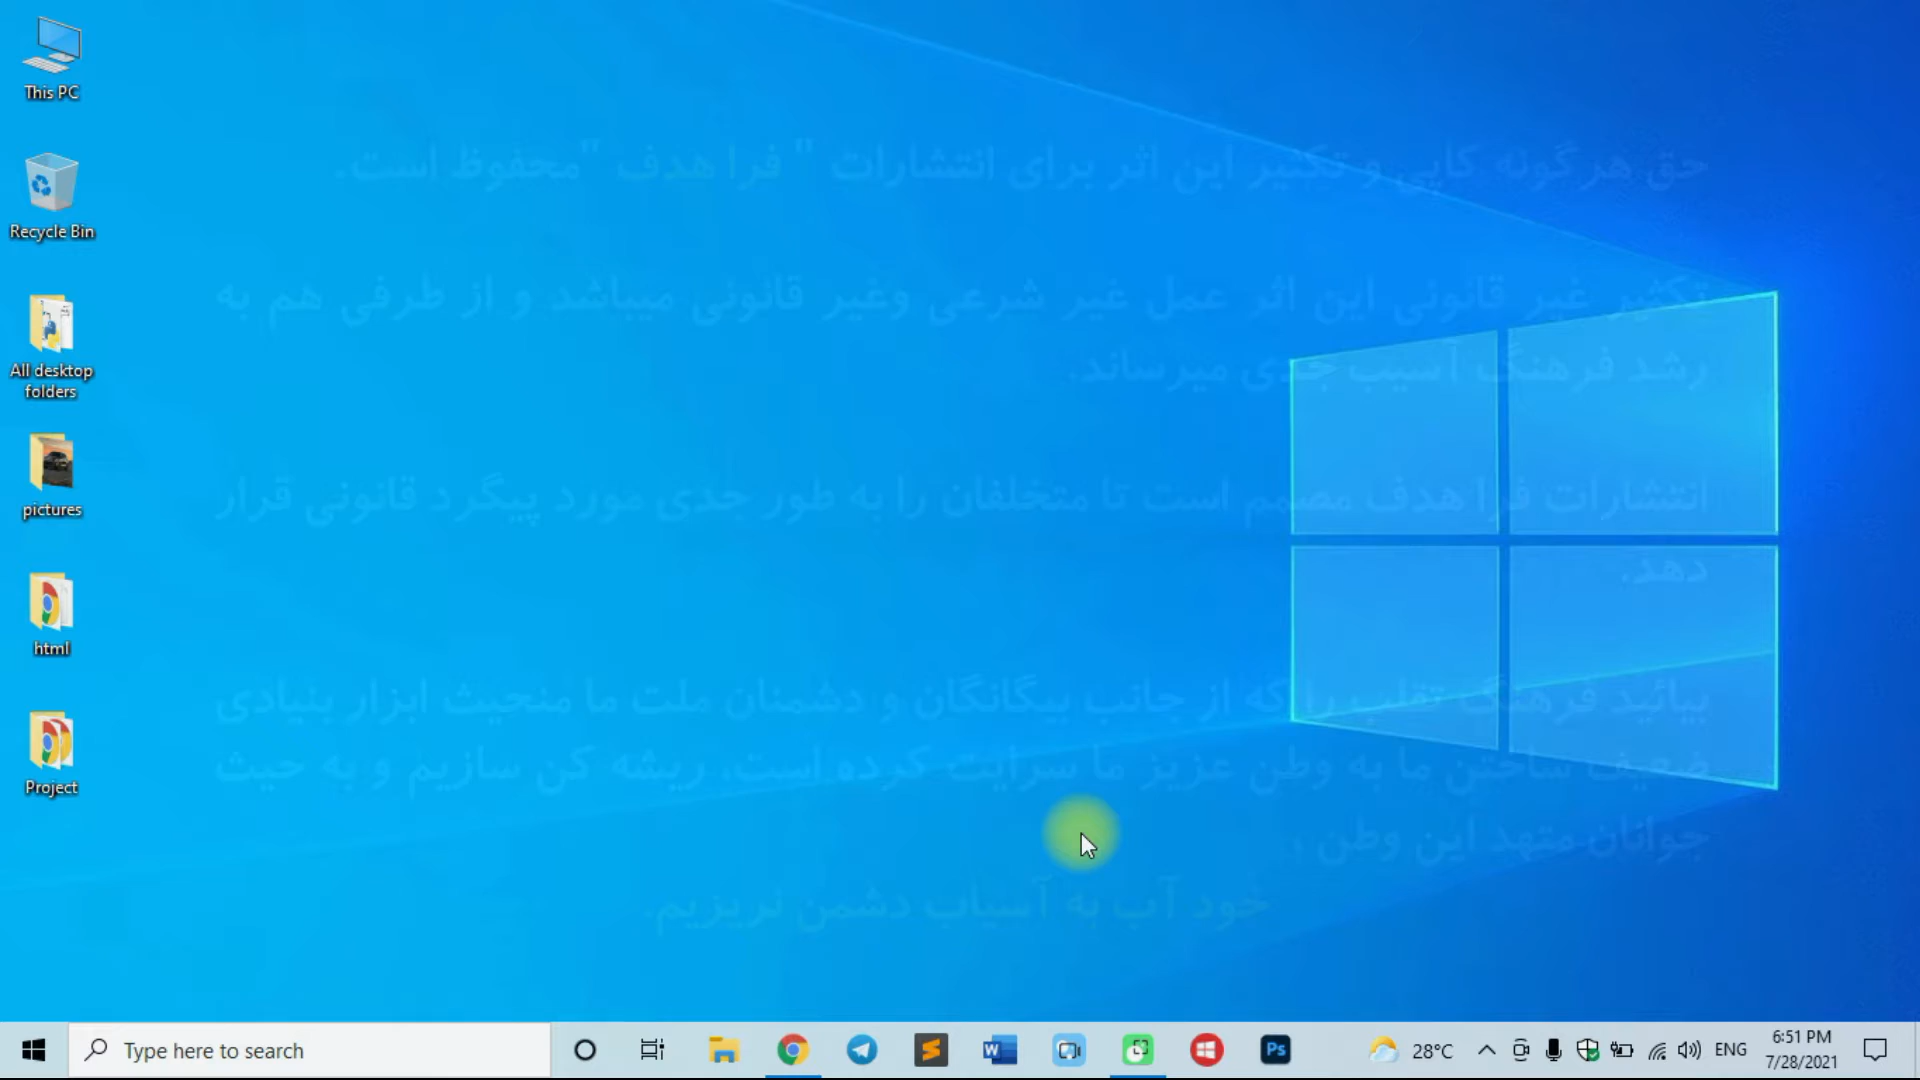 This PC
Recycle Bin
All desktop
folders
pictures
html
Project
حق هرگونه کاپی و تکثیر این اثر برای انتشارات " فرا هدف "محفوظ است.
تکثیر غیر قانونی این اثر عمل غیر شرعی وغیر قانونی میباشد و از طرفی هم به
رشد فرهنگ آسیب جدی میرساند.
انتشارات فرا هدف مصمم است تا متخلفان را به طور جدی مورد پیگرد قانونی قرار
دهد.
بیائید فرهنگ تقلب را که از جانب بیگانگان و دشمنان ملت ما منحیث ابزار بنیادی
ضعیف ساختن ما به وطن عزیز ما سرایت کرده است، ریشه کن سازیم و به حیث
جوانان متهد این وطن ،
خود آب به آسیاب دشمن نریزیم.
Type here to search
28°C
ENG
6:51 PM
7/28/2021